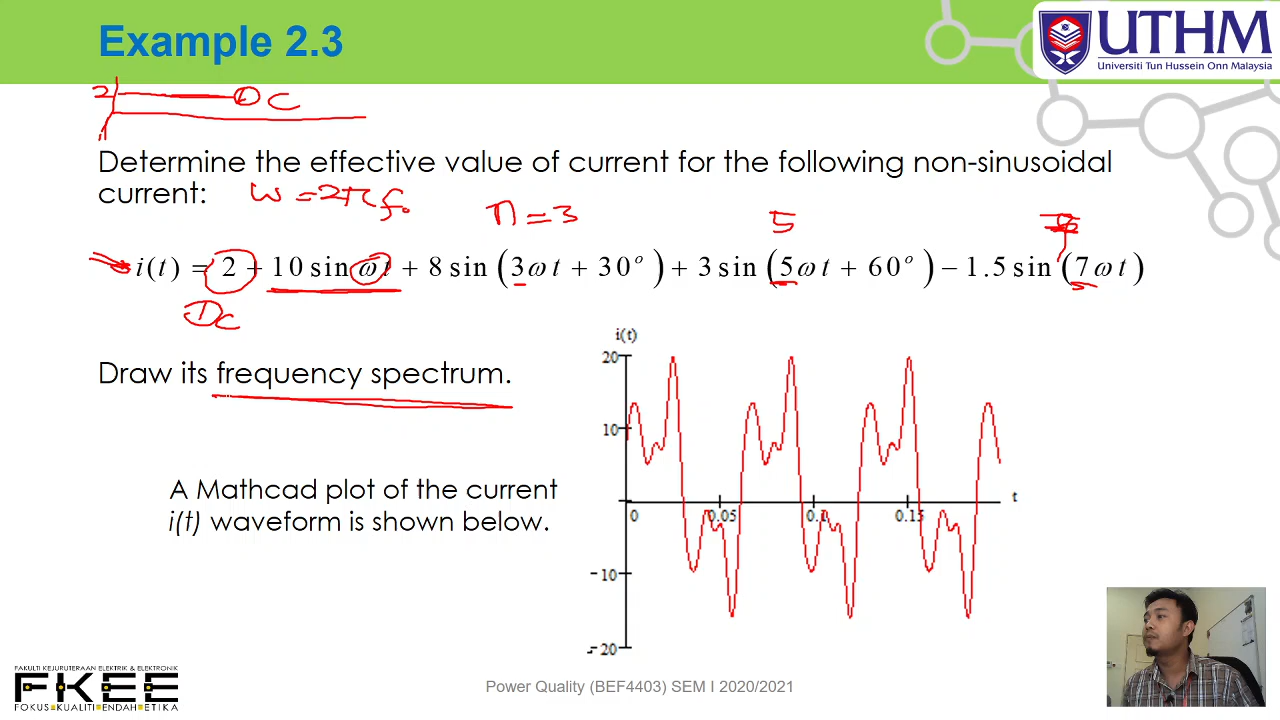 Example 2.3
UTHM
Universiti Tun Hussein Onn Malaysia
2
DC
Determine the effective value of current for the following non-sinusoidal
current:
ω = 2πf₀
n = 3
5
7
i(t) = 2 + 10 sin ωt + 8 sin (3ωt + 30°) + 3 sin (5ωt + 60°) − 1.5 sin (7ωt)
DC
Draw its frequency spectrum.
A Mathcad plot of the current
i(t) waveform is shown below.
i(t)
20
10
0
0.05
0.1
0.15
t
-10
-20
FAKULTI KEJURUTERAAN ELEKTRIK & ELEKTRONIK
FKEE
FOKUS KUALITI ENDAH ETIKA
Power Quality (BEF4403) SEM I 2020/2021